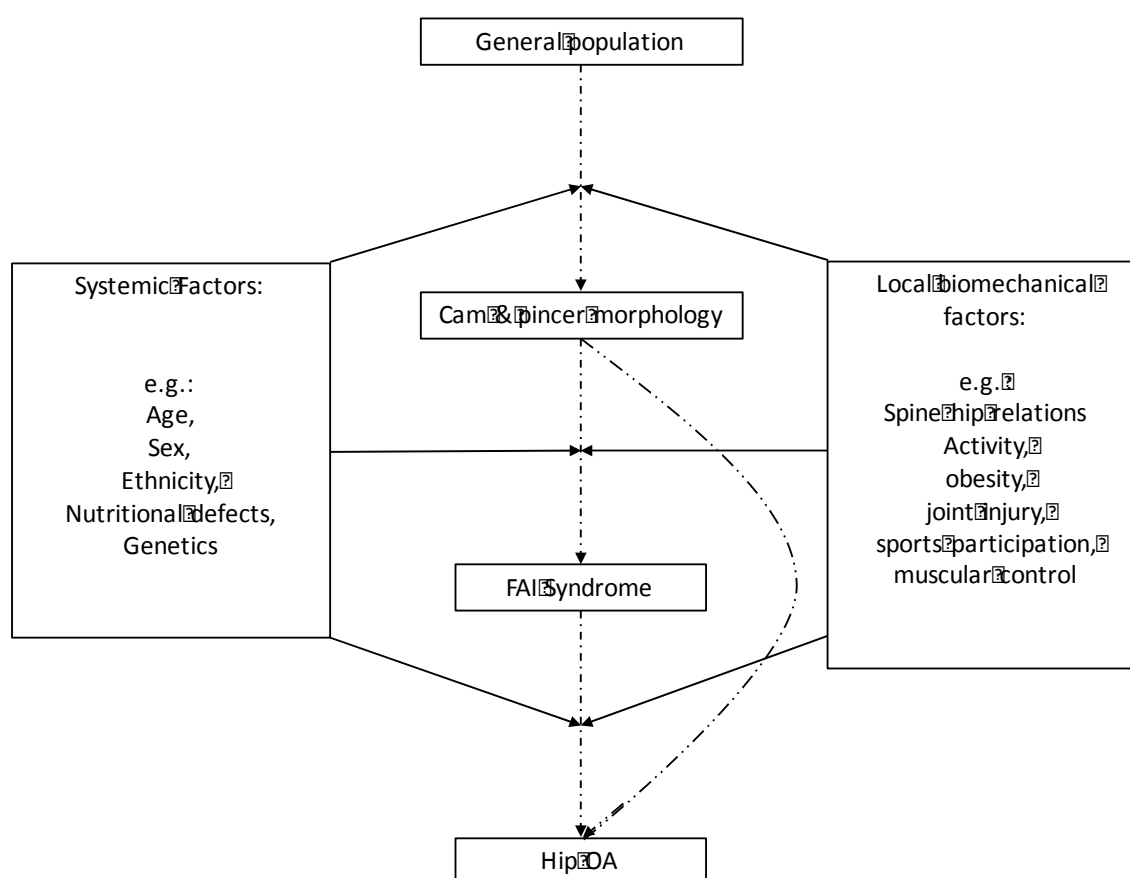 General population
Systemic Factors:
e.g.:
Age,
Sex,
Ethnicity,
Nutritional defects,
Genetics
Cam & pincer morphology
Local biomechanical
factors:
e.g.
Spine hip relations
Activity,
obesity,
joint injury,
sports participation,
muscular control
FAI Syndrome
Hip OA